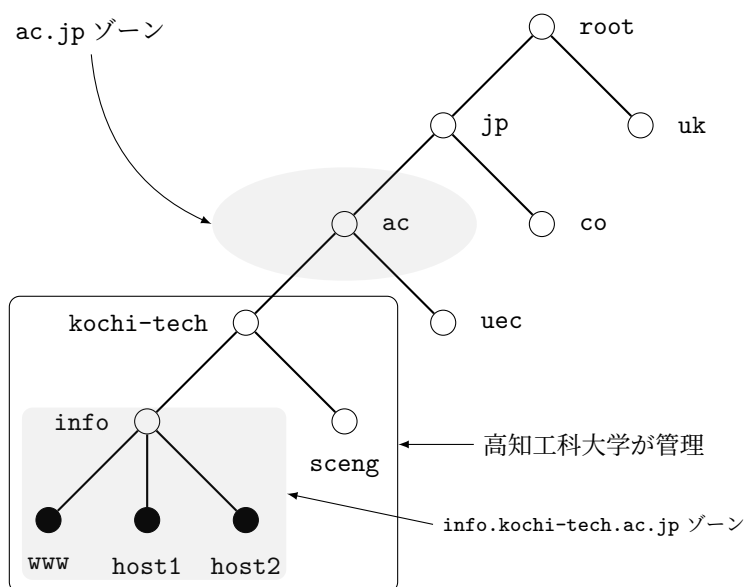 ac.jp ゾーン
root
jp
uk
ac
co
kochi-tech
uec
info
sceng
高知工科大学が管理
info.kochi-tech.ac.jp ゾーン
www
host1
host2